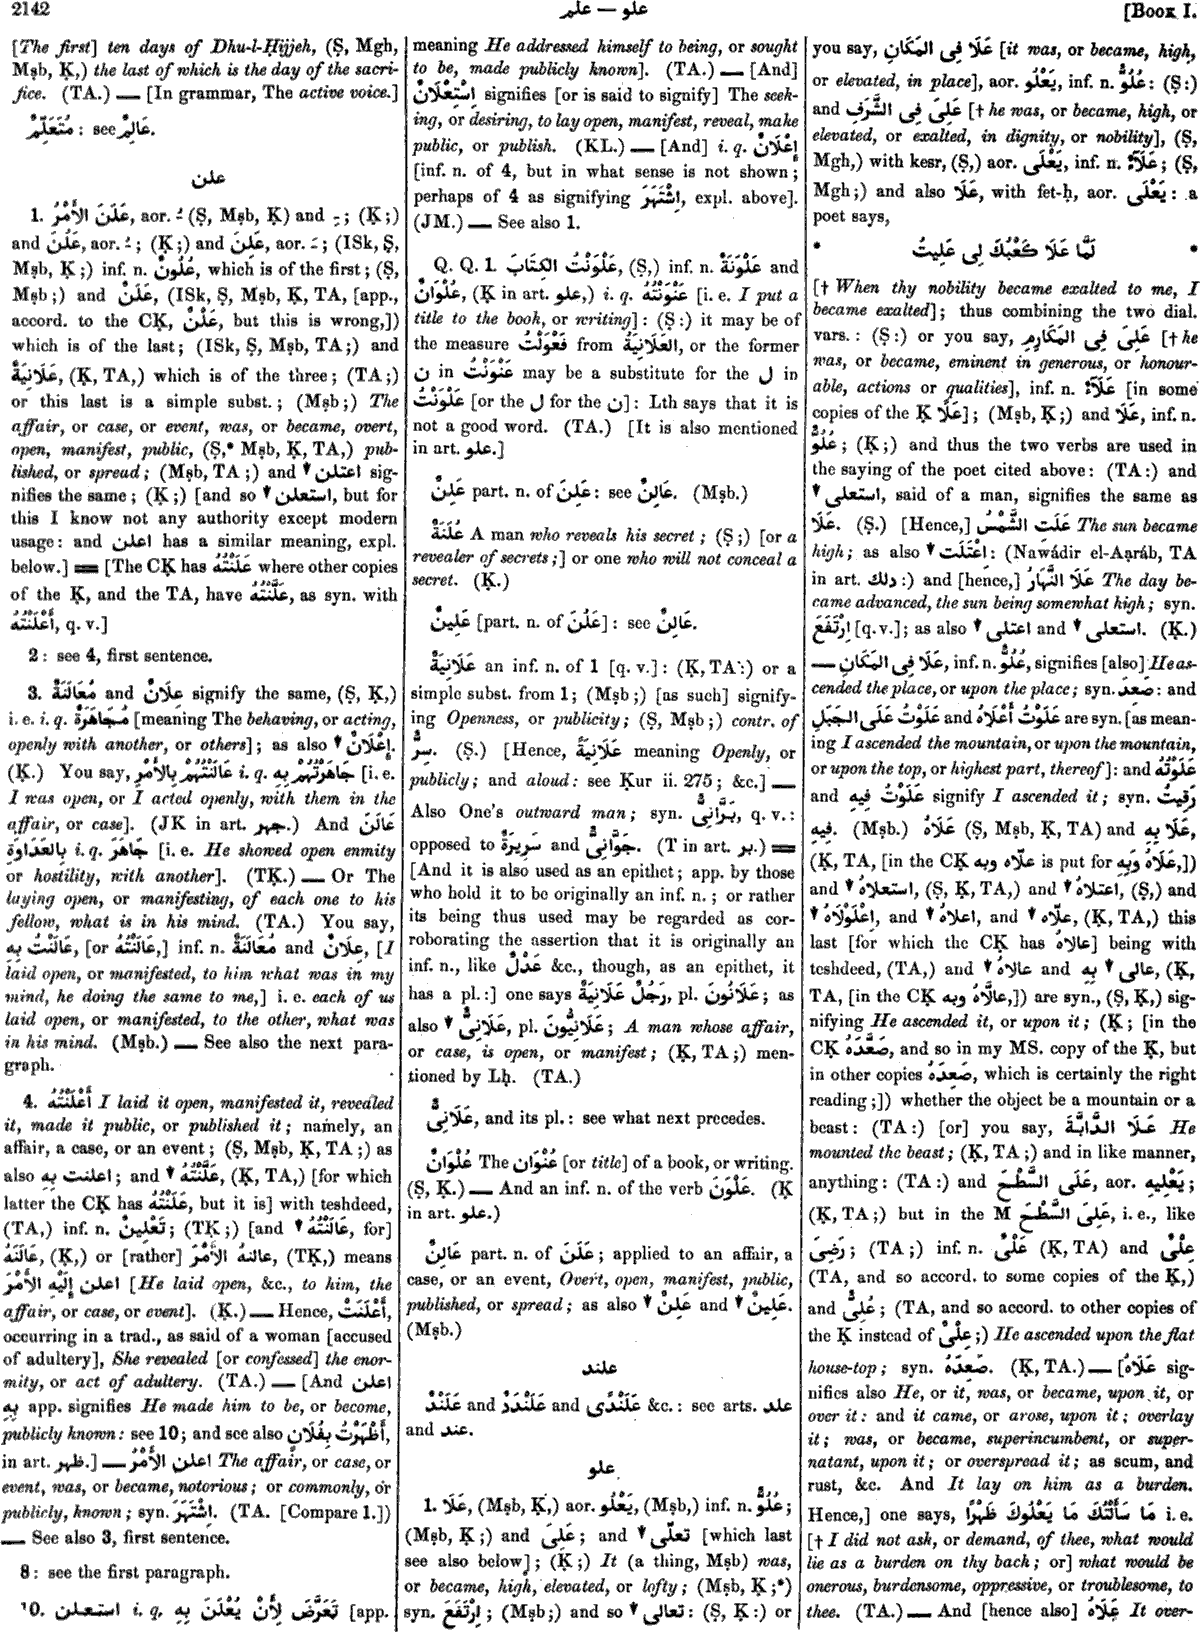 2142
علو — علم
[BOOK I.
[The first] ten days of Dhu-l-Ḥijjeh, (Ṣ, Mgh,
Mṣb, Ḳ,) the last of which is the day of the sacri-
fice. (TA.) — [In grammar, The active voice.]
مُتَعَلِّمٌ : see عَالِمٌ.
علن
1. عَلَنَ الأَمْرُ, aor. ـُ (Ṣ, Mṣb, Ḳ) and ـِ; (Ḳ;)
and عَلُنَ, aor. ـُ; (Ḳ;) and عَلِنَ, aor. ـَ; (ISk, Ṣ,
Mṣb, Ḳ;) inf. n. عُلُونٌ, which is of the first; (Ṣ,
Mṣb;) and عَلَنٌ, (ISk, Ṣ, Mṣb, Ḳ, TA, [app.,
accord. to the CḲ, عَلْنٌ, but this is wrong,])
which is of the last; (ISk, Ṣ, Mṣb, TA;) and
عَلَانِيَةٌ, (Ḳ, TA,) which is of the three; (TA;)
or this last is a simple subst.; (Mṣb;) The
affair, or case, or event, was, or became, overt,
open, manifest, public, (Ṣ,* Mṣb, Ḳ, TA,) pub-
lished, or spread; (Mṣb, TA;) and ▼ اعتلن sig-
nifies the same; (Ḳ;) [and so ▼ استعلن, but for
this I know not any authority except modern
usage: and اعلن has a similar meaning, expl.
below.] = [The CḲ has عَلَنْتُهُ where other copies
of the Ḳ, and the TA, have عَلَّنْتُهُ, as syn. with
أَعْلَنْتُهُ, q. v.]
2: see 4, first sentence.
3. مُعَالَنَةٌ and عِلَانٌ signify the same, (Ṣ, Ḳ,)
i. e. i. q. مُجَاهَرَةٌ [meaning The behaving, or acting,
openly with another, or others]; as also ▼ إِعْلَانٌ.
(Ḳ.) You say, عَالَنْتُهُمْ بِالأَمْرِ i. q. جَاهَرْتُهُمْ بِهِ [i. e.
I was open, or I acted openly, with them in the
affair, or case]. (JK in art. جهر.) And عَالَنَ
بِالعَدَاوَةِ i. q. جَاهَرَ [i. e. He showed open enmity
or hostility, with another]. (TḲ.) — Or The
laying open, or manifesting, of each one to his
fellow, what is in his mind. (TA.) You say,
عَالَنْتُ بِهِ, [or عَالَنْتُهُ,] inf. n. مُعَالَنَةٌ and عِلَانٌ, [I
laid open, or manifested, to him what was in my
mind, he doing the same to me,] i. e. each of us
laid open, or manifested, to the other, what was
in his mind. (Mṣb.) — See also the next para-
graph.
4. أَعْلَنْتُهُ I laid it open, manifested it, revealed
it, made it public, or published it; namely, an
affair, a case, or an event; (Ṣ, Mṣb, Ḳ, TA;) as
also اعلنت بِهِ; and ▼ عَلَّنْتُهُ, (Ḳ, TA,) [for which
latter the CḲ has عَلَنْتُهُ, but it is] with teshdeed,
(TA,) inf. n. تَعْلِينٌ; (TḲ;) [and ▼ عَالَنْتُهُ, for]
عَالَنَهُ, (Ḳ,) or [rather] عالنهُ الأَمْرَ, (TḲ,) means
اعلن إِلَيْهِ الأَمْرَ [He laid open, &c., to him, the
affair, or case, or event]. (Ḳ.) — Hence, أَعْلَنَتْ,
occurring in a trad., as said of a woman [accused
of adultery], She revealed [or confessed] the enor-
mity, or act of adultery. (TA.) — [And اعلن
بِهِ app. signifies He made him to be, or become,
publicly known: see 10; and see also أَظْهَرْتُ بِفُلَانٍ,
in art. ظهر.] — اعلن الأَمْرُ The affair, or case, or
event, was, or became, notorious; or commonly, or
publicly, known; syn. اِشْتَهَرَ. (TA. [Compare 1.])
— See also 3, first sentence.
8: see the first paragraph.
10. استعلن i. q. تَعَرَّضَ لِأَنْ يُعْلَنَ بِهِ [app.
meaning He addressed himself to being, or sought
to be, made publicly known]. (TA.) — [And]
اِسْتِعْلَانٌ signifies [or is said to signify] The seek-
ing, or desiring, to lay open, manifest, reveal, make
public, or publish. (KL.) — [And] i. q. إِعْلَانٌ
[inf. n. of 4, but in what sense is not shown;
perhaps of 4 as signifying اِشْتَهَرَ, expl. above].
(JM.) — See also 1.
Q. Q. 1. عَلْوَنْتُ الكِتَابَ, (Ṣ,) inf. n. عَلْوَنَةٌ and
عُلْوَانٌ, (Ḳ in art. علو,) i. q. عَنْوَنْتُهُ [i. e. I put a
title to the book, or writing]: (Ṣ:) it may be of
the measure فَعْوَلْتُ from العَلَانِيَةُ, or the former
ن in عَنْوَنْتُ may be a substitute for the ل in
عَلْوَنْتُ [or the ل for the ن]: Lth says that it is
not a good word. (TA.) [It is also mentioned
in art. علو.]
عَلِنٌ part. n. of عَلِنَ: see عَالِنٌ. (Mṣb.)
عُلَنَةٌ A man who reveals his secret; (Ṣ;) [or a
revealer of secrets;] or one who will not conceal a
secret. (Ḳ.)
عَلِينٌ [part. n. of عَلُنَ]: see عَالِنٌ.
عَلَانِيَةٌ an inf. n. of 1 [q. v.]: (Ḳ, TA:) or a
simple subst. from 1; (Mṣb;) [as such] signify-
ing Openness, or publicity; (Ṣ, Mṣb;) contr. of
سِرٌّ. (Ṣ.) [Hence, عَلَانِيَةً meaning Openly, or
publicly; and aloud: see Ḳur ii. 275; &c.] —
Also One's outward man; syn. بَرَّانِىٌّ, q. v.:
opposed to سَرِيرَةٌ and جَوَّانِىٌّ. (T in art. بر.) =
[And it is also used as an epithet; app. by those
who hold it to be originally an inf. n.; or rather
its being thus used may be regarded as cor-
roborating the assertion that it is originally an
inf. n., like عَدْلٌ &c., though, as an epithet, it
has a pl.:] one says رَجُلٌ عَلَانِيَةٌ, pl. عَلَانُونَ; as
also ▼ عَلَانِىٌّ, pl. عَلَانِيُّونَ; A man whose affair,
or case, is open, or manifest; (Ḳ, TA;) men-
tioned by Lḥ. (TA.)
عَلَانِىٌّ, and its pl.: see what next precedes.
عُلْوَانٌ The عُنْوَان [or title] of a book, or writing.
(Ṣ, Ḳ.) — And an inf. n. of the verb عَلْوَنَ. (Ḳ
in art. علو.)
عَالِنٌ part. n. of عَلَنَ; applied to an affair, a
case, or an event, Overt, open, manifest, public,
published, or spread; as also ▼ عَلِنٌ and ▼ عَلِينٌ.
(Mṣb.)
علند
عَلَنْدٌ and عَلَنْدَدٌ and عَلَنْدًى &c.: see arts. علد
and عند.
علو
1. عَلَا, (Mṣb, Ḳ,) aor. يَعْلُو, (Mṣb,) inf. n. عُلُوٌّ;
(Mṣb, Ḳ;) and عَلِىَ; and ▼ تعلّى [which last
see also below]; (Ḳ;) It (a thing, Mṣb) was,
or became, high, elevated, or lofty; (Mṣb, Ḳ;*)
syn. اِرْتَفَعَ; (Mṣb;) and so ▼ تعالى: (Ṣ, Ḳ:) or
you say, عَلَا فِى المَكَانِ [it was, or became, high,
or elevated, in place], aor. يَعْلُو, inf. n. عُلُوٌّ: (Ṣ:)
and عَلِىَ فِى الشَّرَفِ [† he was, or became, high, or
elevated, or exalted, in dignity, or nobility], (Ṣ,
Mgh,) with kesr, (Ṣ,) aor. يَعْلَى, inf. n. عَلَآءٌ; (Ṣ,
Mgh;) and also عَلَا, with fet-ḥ, aor. يَعْلَى: a
poet says,
* لَمَّا عَلَا كَعْبُكَ لِى عَلِيتُ *
[† When thy nobility became exalted to me, I
became exalted]; thus combining the two dial.
vars.: (Ṣ:) or you say, عَلِىَ فِى المَكَارِمِ [† he
was, or became, eminent in generous, or honour-
able, actions or qualities], inf. n. عَلَآءٌ [in some
copies of the Ḳ عَلَآ]; (Mṣb, Ḳ;) and عَلَا, inf. n.
عُلُوٌّ; (Ḳ;) and thus the two verbs are used in
the saying of the poet cited above: (TA:) and
▼ استعلى, said of a man, signifies the same as
عَلَا. (Ṣ.) [Hence,] عَلَتِ الشَّمْسُ The sun became
high; as also ▼ اعْتَلَت: (Nawádir el-Aạráb, TA
in art. دلك:) and [hence,] عَلَا النَّهَارُ The day be-
came advanced, the sun being somewhat high; syn.
اِرْتَفَعَ [q. v.]; as also ▼ اعتلى and ▼ استعلى. (Ḳ.)
— عَلَا فِى المَكَانِ, inf. n. عُلُوٌّ, signifies [also] He as-
cended the place, or upon the place; syn. صعد: and
عَلَوْتُ عَلَى الجَبَلِ and عَلَوْتُ أَعْلَاهُ are syn. [as mean-
ing I ascended the mountain, or upon the mountain,
or upon the top, or highest part, thereof]: and عَلَوْتُهُ
and عَلَوْتُ فِيهِ signify I ascended it; syn. رَقِيتُ
فِيهِ. (Mṣb.) عَلَاهُ (Ṣ, Mṣb, Ḳ, TA) and عَلَا بِهِ,
(Ḳ, TA, [in the CḲ علّاه وبه is put for عَلَاهُ وَبِهِ,])
and ▼ استعلاهُ, (Ṣ, Ḳ, TA,) and ▼ اعتلاهُ, (Ṣ,) and
▼ اِعْلَوْلَاهُ, and ▼ اعلاهُ, and ▼ علّاه, (Ḳ, TA,) this
last [for which the CḲ has عالاهُ] being with
teshdeed, (TA,) and ▼ عالاهُ and ▼ عالى بِهِ, (Ḳ,
TA, [in the CḲ عالَّاهُ وبه,]) are syn., (Ṣ, Ḳ,) sig-
nifying He ascended it, or upon it; (Ḳ; [in the
CḲ صَعَّدَهُ, and so in my MS. copy of the Ḳ, but
in other copies صَعِدَهُ, which is certainly the right
reading;]) whether the object be a mountain or a
beast: (TA:) [or] you say, عَلَا الدَّابَّةَ He
mounted the beast; (Ḳ, TA;) and in like manner,
anything: (TA:) and عَلَى السَّطْحَ, aor. يَعْلِيهِ;
(Ḳ, TA;) but in the M عَلِىَ السَّطْحَ, i. e., like
رَضِىَ; (TA;) inf. n. عَلْىٌ (Ḳ, TA) and عِلْىٌ
(TA, and so accord. to some copies of the Ḳ,)
and عُلِىٌّ; (TA, and so accord. to other copies of
the Ḳ instead of عِلْىٌ;) He ascended upon the flat
house-top; syn. صَعِدَهُ. (Ḳ, TA.) — [عَلَاهُ sig-
nifies also He, or it, was, or became, upon it, or
over it: and it came, or arose, upon it; overlay
it; was, or became, superincumbent, or super-
natant, upon it; or overspread it; as scum, and
rust, &c. And It lay on him as a burden.
Hence,] one says, مَا سَأَلْتُكَ مَا يَعْلُوكَ ظَهْرًا i. e.
[† I did not ask, or demand, of thee, what would
lie as a burden on thy back; or] what would be
onerous, burdensome, oppressive, or troublesome, to
thee. (TA.) — And [hence also] عَلَاهُ It over-